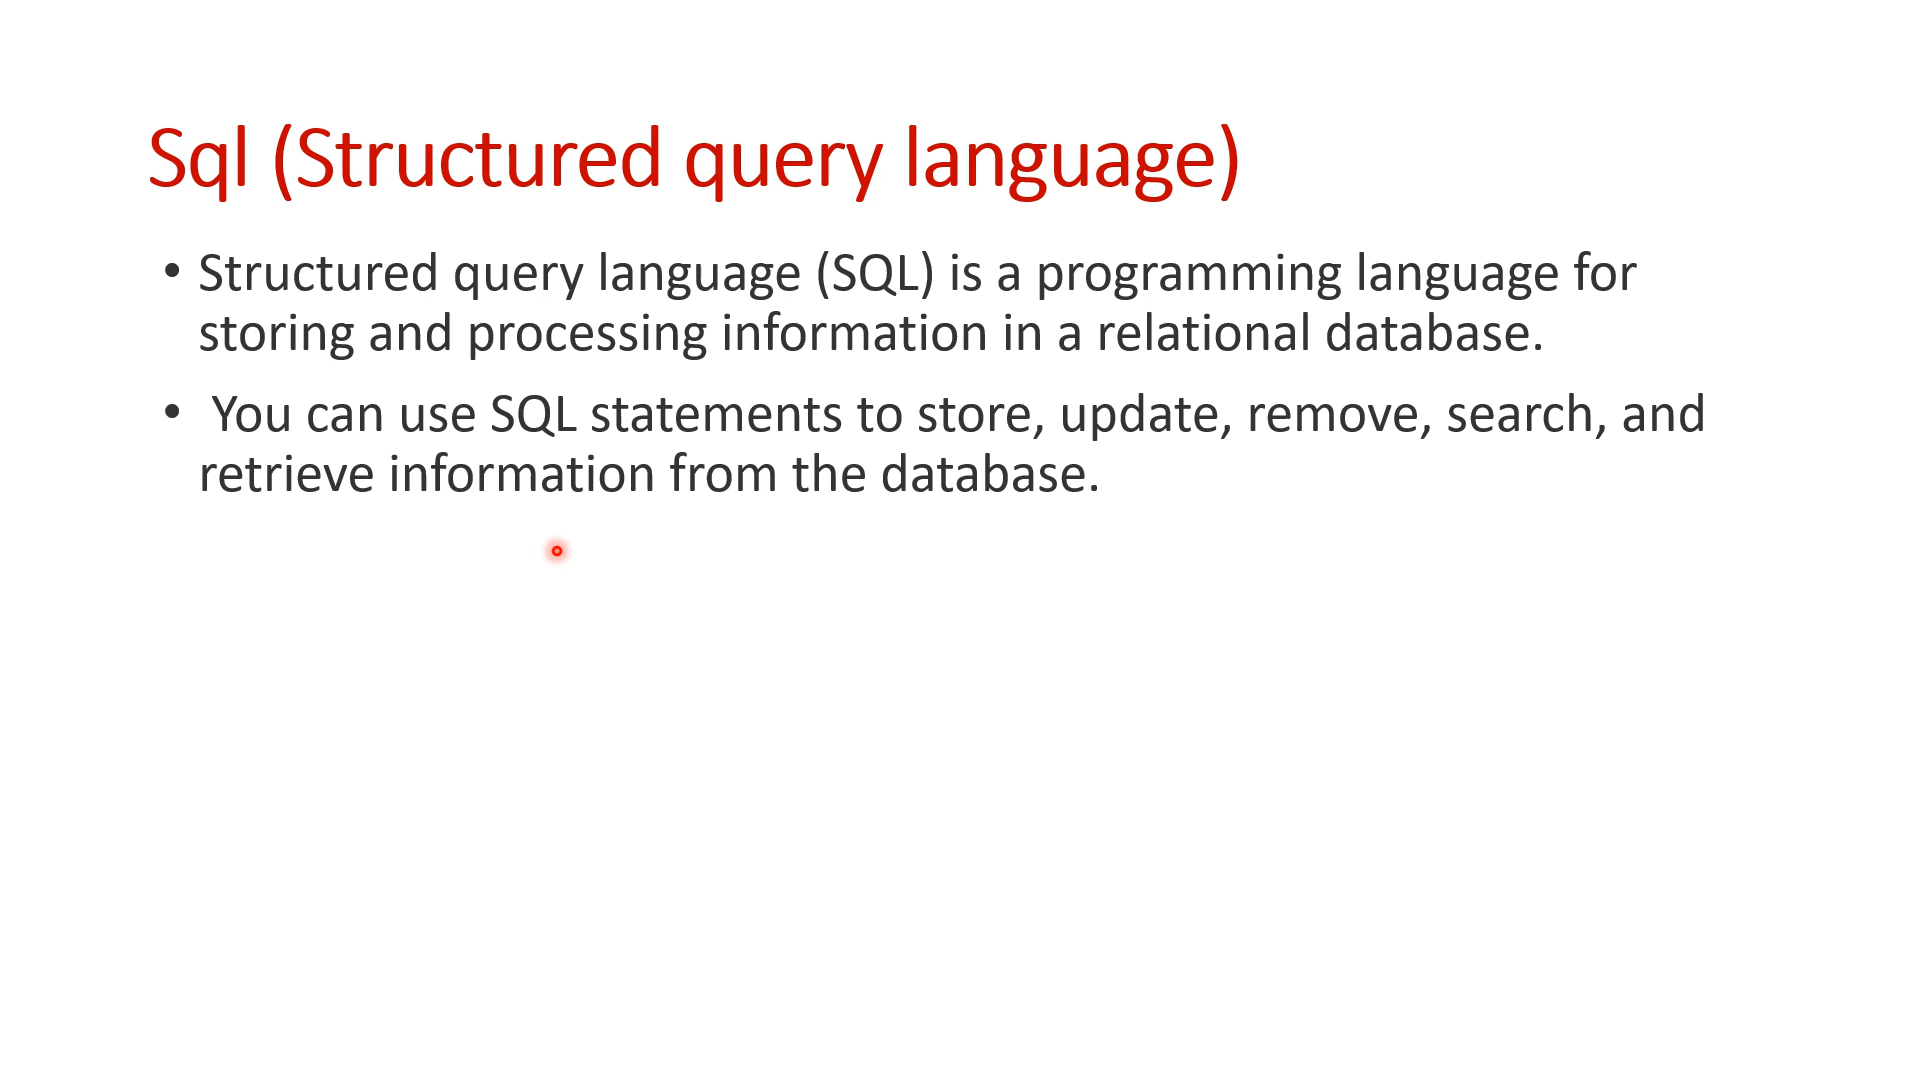 Sql (Structured query language)
• Structured query language (SQL) is a programming language for
storing and processing information in a relational database.
• You can use SQL statements to store, update, remove, search, and
retrieve information from the database.